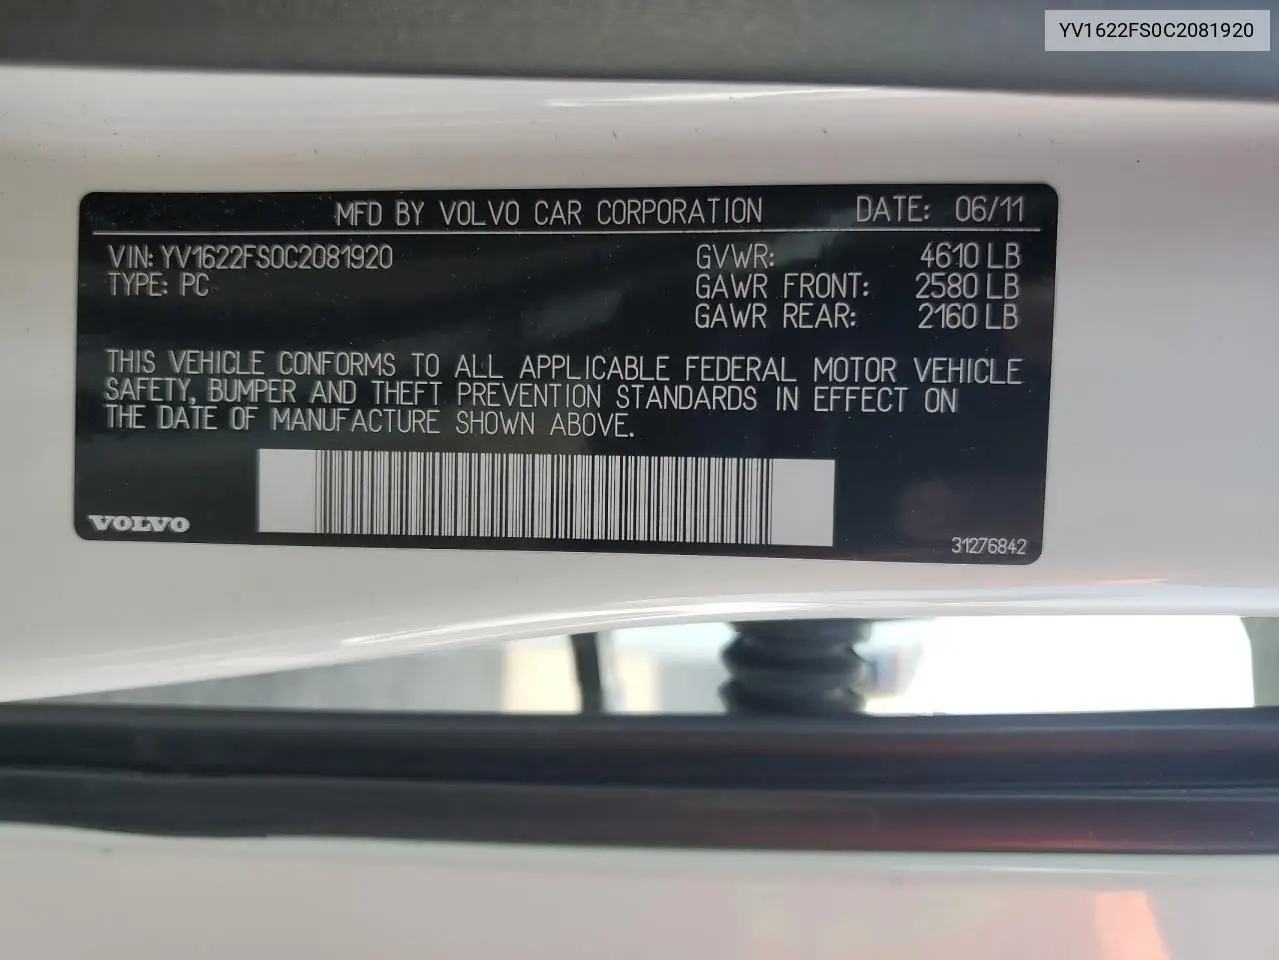 YV1622FS0C2081920
MFD BY VOLVO CAR CORPORATION DATE: 06/11
VIN: YV1622FS0C2081920 GVWR: 4610 LB
TYPE: PC GAWR FRONT: 2580 LB
GAWR REAR: 2160 LB
THIS VEHICLE CONFORMS TO ALL APPLICABLE FEDERAL MOTOR VEHICLE
SAFETY, BUMPER AND THEFT PREVENTION STANDARDS IN EFFECT ON
THE DATE OF MANUFACTURE SHOWN ABOVE.
VOLVO
31276842